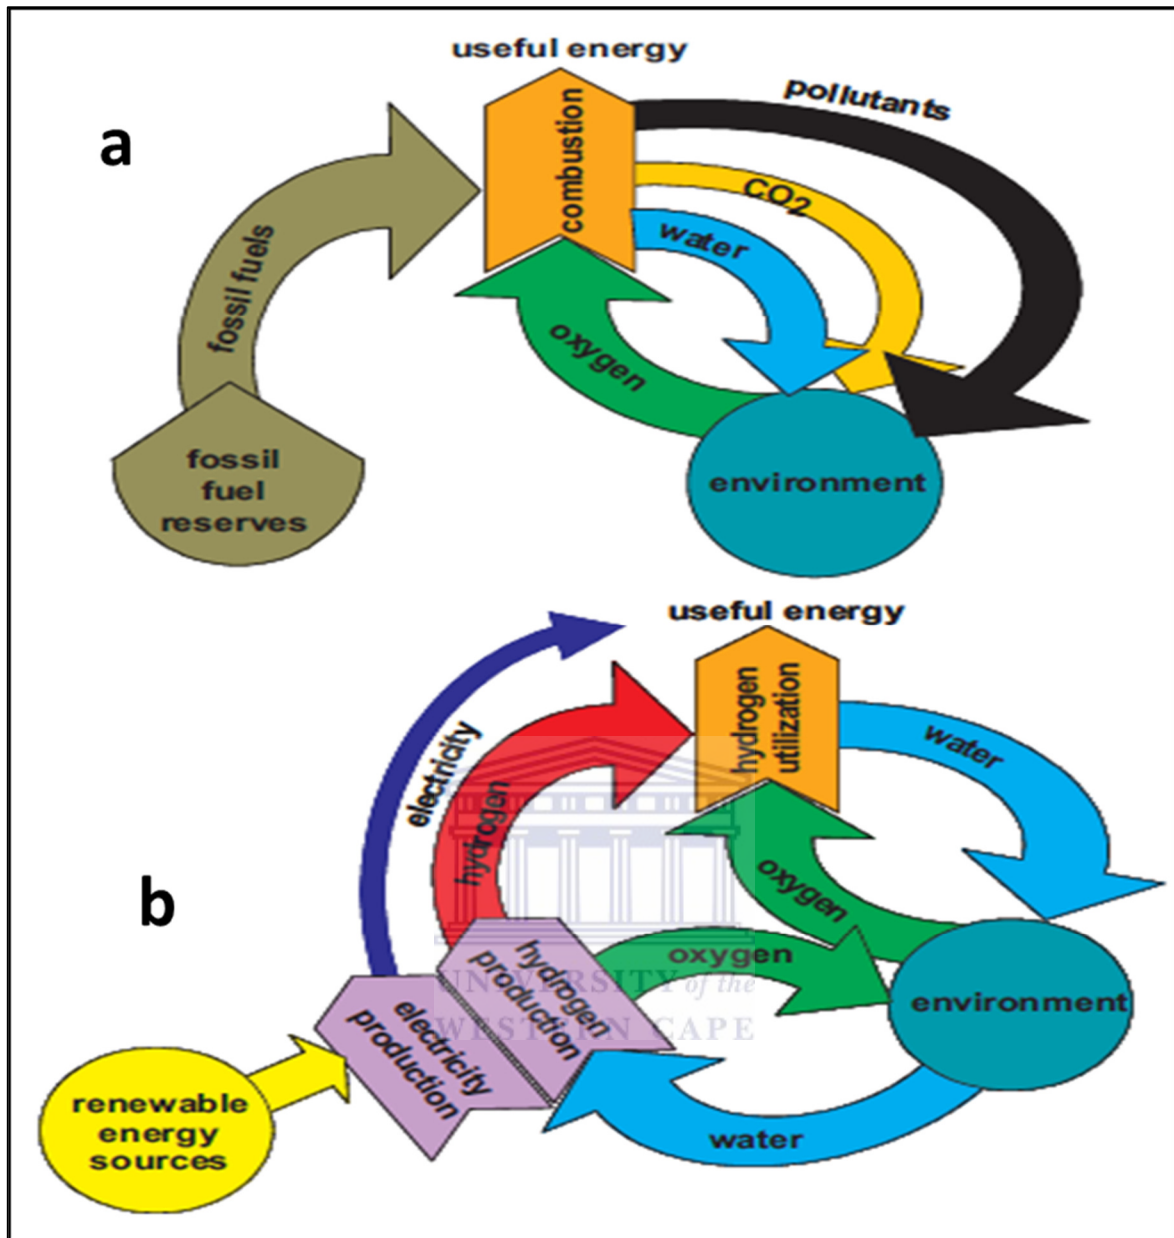 useful energy
pollutants
a
combustion
CO2
water
fossil fuels
oxygen
fossil
fuel
reserves
environment
useful energy
hydrogen
utilization
water
electricity
hydrogen
b
oxygen
hydrogen
production
oxygen
UNIVERSITY of the
WESTERN CAPE
environment
electricity
production
renewable
energy
sources
water